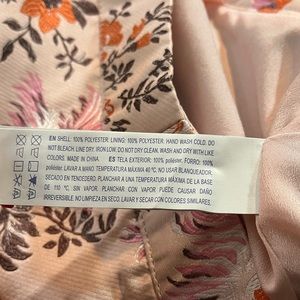 EN SHELL: 100% POLYESTER LINING: 100% POLYESTER. HAND WASH COLD. DO
NOT BLEACH. LINE DRY. IRON LOW. DO NOT DRY CLEAN. WASH AND DRY WITH LIKE
COLORS. MADE IN CHINA ES TELA EXTERIOR: 100% poliéster, FORRO: 100%
poliéster. LAVAR A MANO TEMPERATURA MÁXIMA 40 ºC. NO USAR BLANQUEADOR.
SECADO EN TENDEDERO. PLANCHAR A UNA TEMPERATURA MÁXIMA DE LA BASE
DE 110 ºC, SIN VAPOR. PLANCHAR CON VAPOR PUEDE CAUSAR DAÑO
IRREVERSIBLE. NO LIMPIEZA EN SECO. LAVAR CON COLORES SIMILARES.